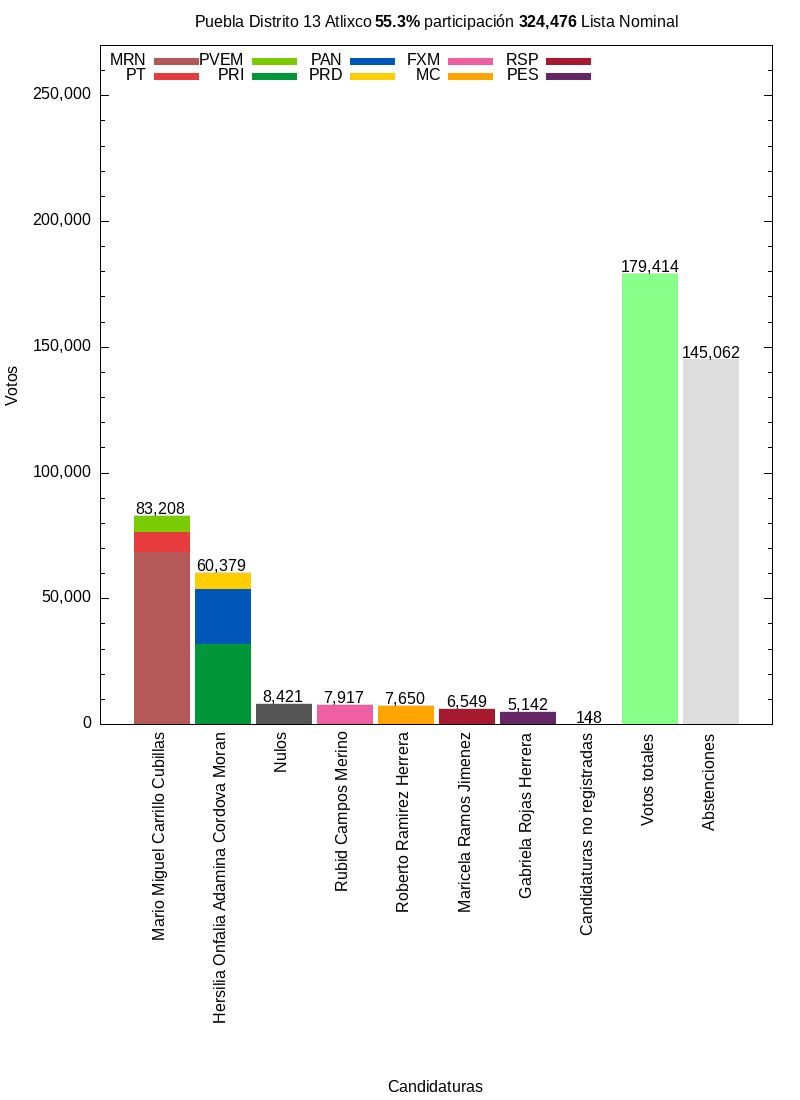 Puebla Distrito 13 Atlixco 55.3% participación 324,476 Lista Nominal
MRN PVEM PAN FXM RSP
PT PRI PRD MC PES
250,000
200,000
150,000
100,000
50,000
0
Votos
83,208
60,379
8,421
7,917
7,650
6,549
5,142
148
179,414
145,062
Mario Miguel Carrillo Cubillas
Hersilia Onfalia Adamina Cordova Moran
Nulos
Rubid Campos Merino
Roberto Ramirez Herrera
Maricela Ramos Jimenez
Gabriela Rojas Herrera
Candidaturas no registradas
Votos totales
Abstenciones
Candidaturas